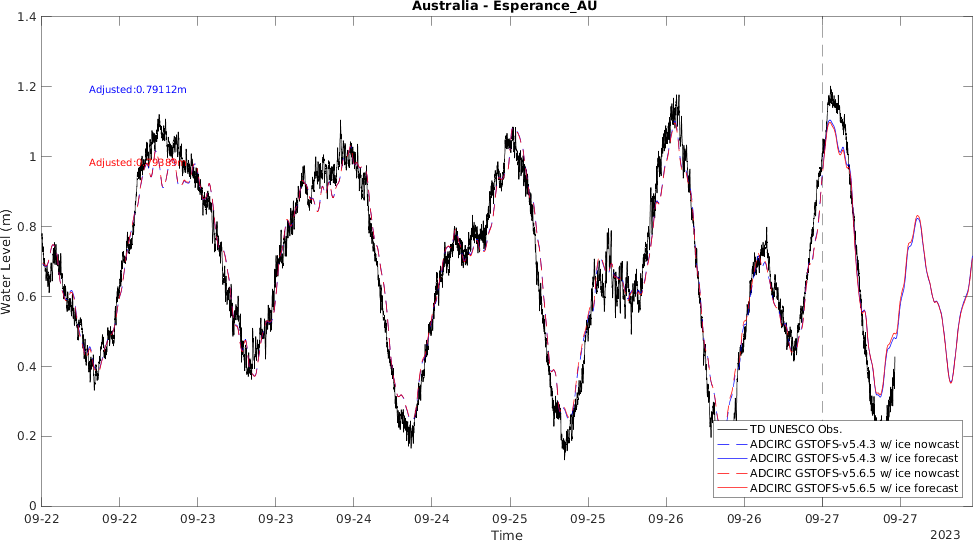 Australia - Esperance_AU
1.4
1.2
1
0.8
0.6
0.4
0.2
0
Water Level (m)
Adjusted:0.79112m
Adjusted:0.79389m
TD UNESCO Obs.
ADCIRC GSTOFS-v5.4.3 w/ ice nowcast
ADCIRC GSTOFS-v5.4.3 w/ ice forecast
ADCIRC GSTOFS-v5.6.5 w/ ice nowcast
ADCIRC GSTOFS-v5.6.5 w/ ice forecast
09-22 09-22 09-23 09-23 09-24 09-24 09-25 09-25 09-26 09-26 09-27 09-27
Time
2023